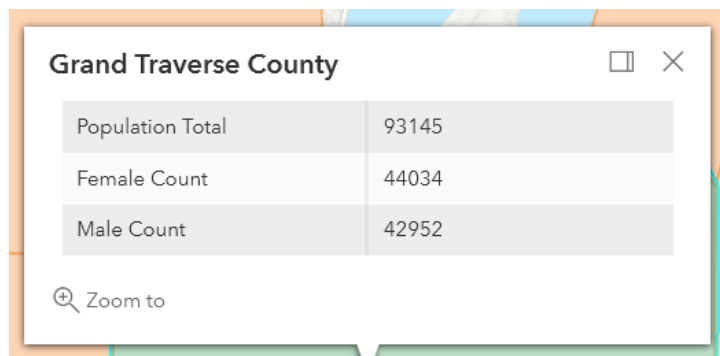 Grand Traverse County
Population Total 93145
Female Count 44034
Male Count 42952
Zoom to